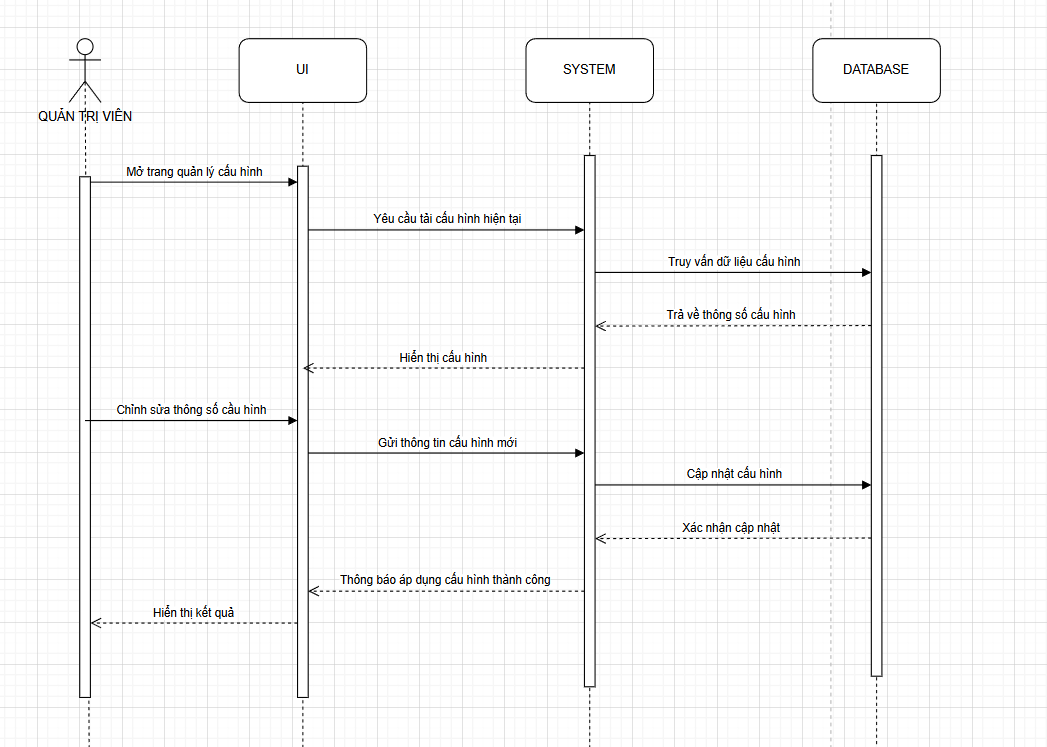 QUẢN TRỊ VIÊN
UI
SYSTEM
DATABASE
Mở trang quản lý cấu hình
Yêu cầu tải cấu hình hiện tại
Truy vấn dữ liệu cấu hình
Trả về thông số cấu hình
Hiển thị cấu hình
Chỉnh sửa thông số cầu hình
Gửi thông tin cấu hình mới
Cập nhật cấu hình
Xác nhận cập nhật
Thông báo áp dụng cấu hình thành công
Hiển thị kết quả